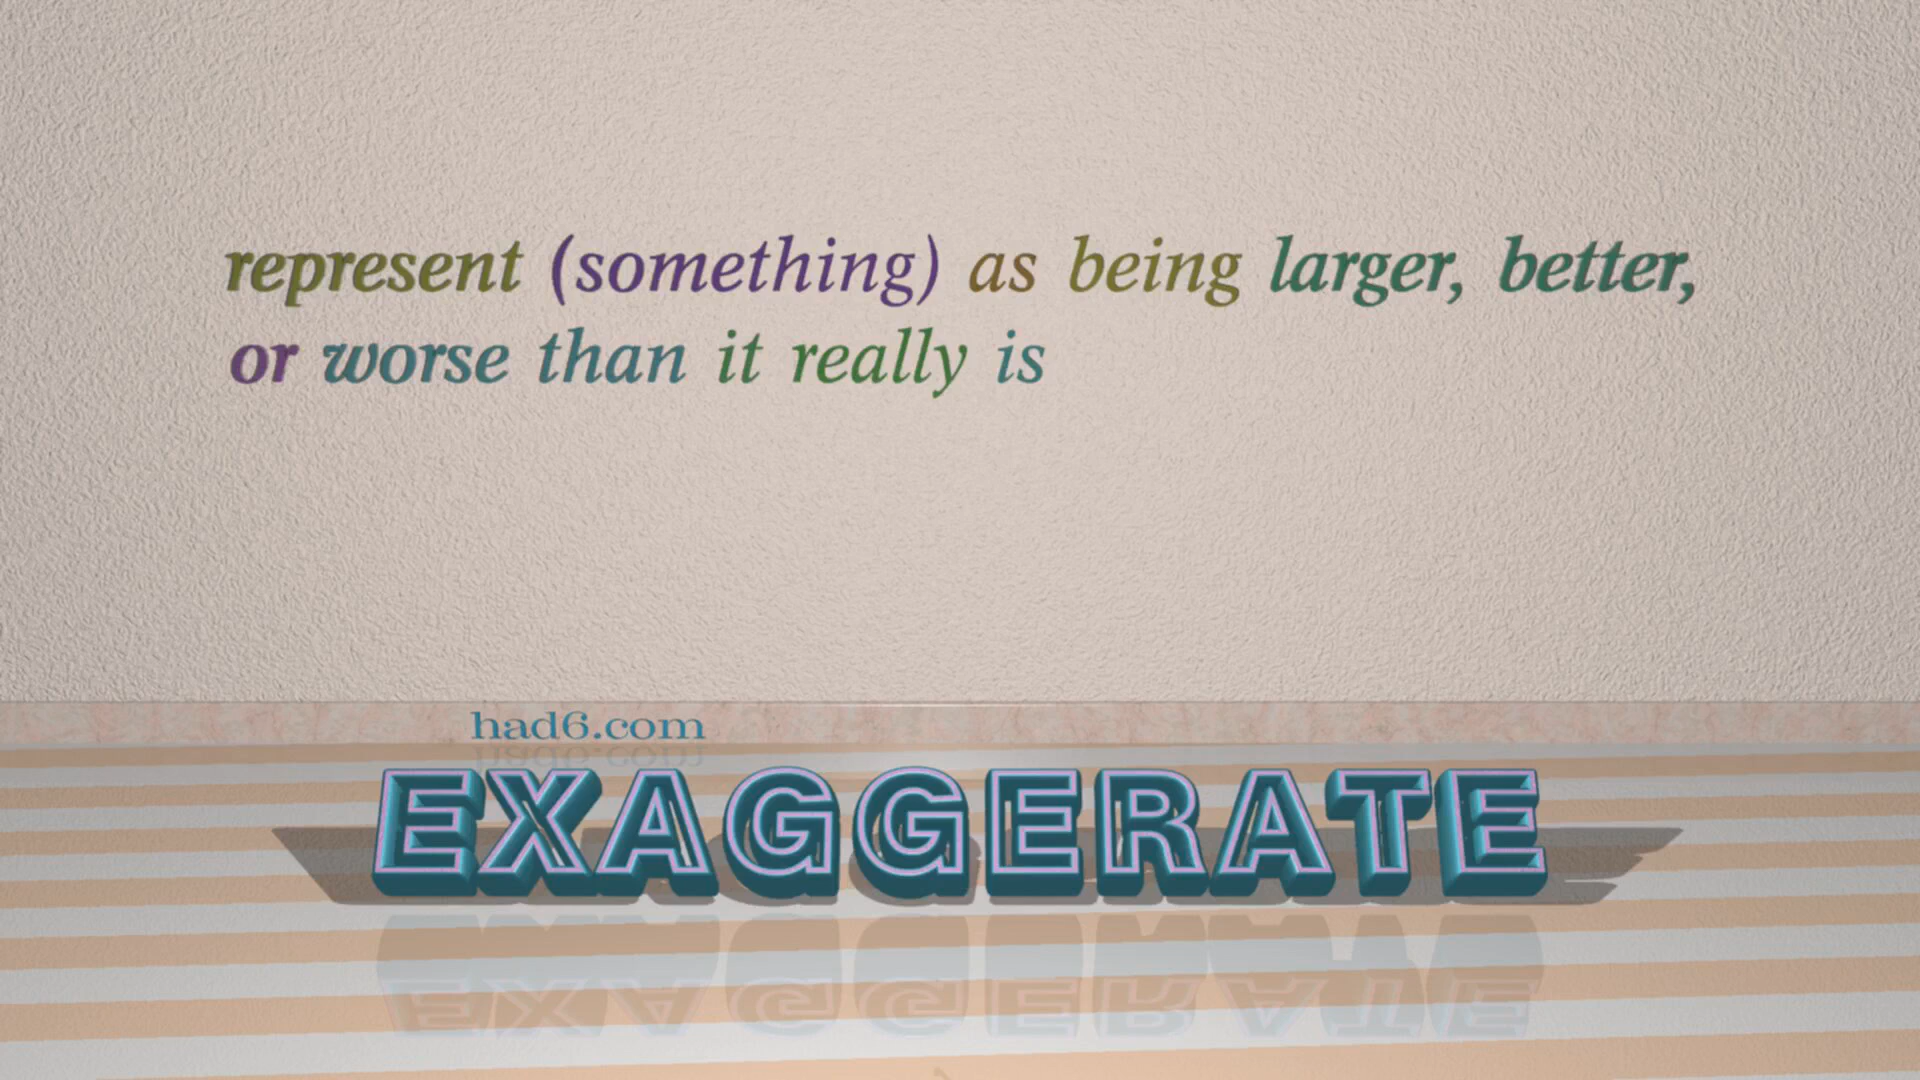 represent (something) as being larger, better,
or worse than it really is
had6.com
EXAGGERATE